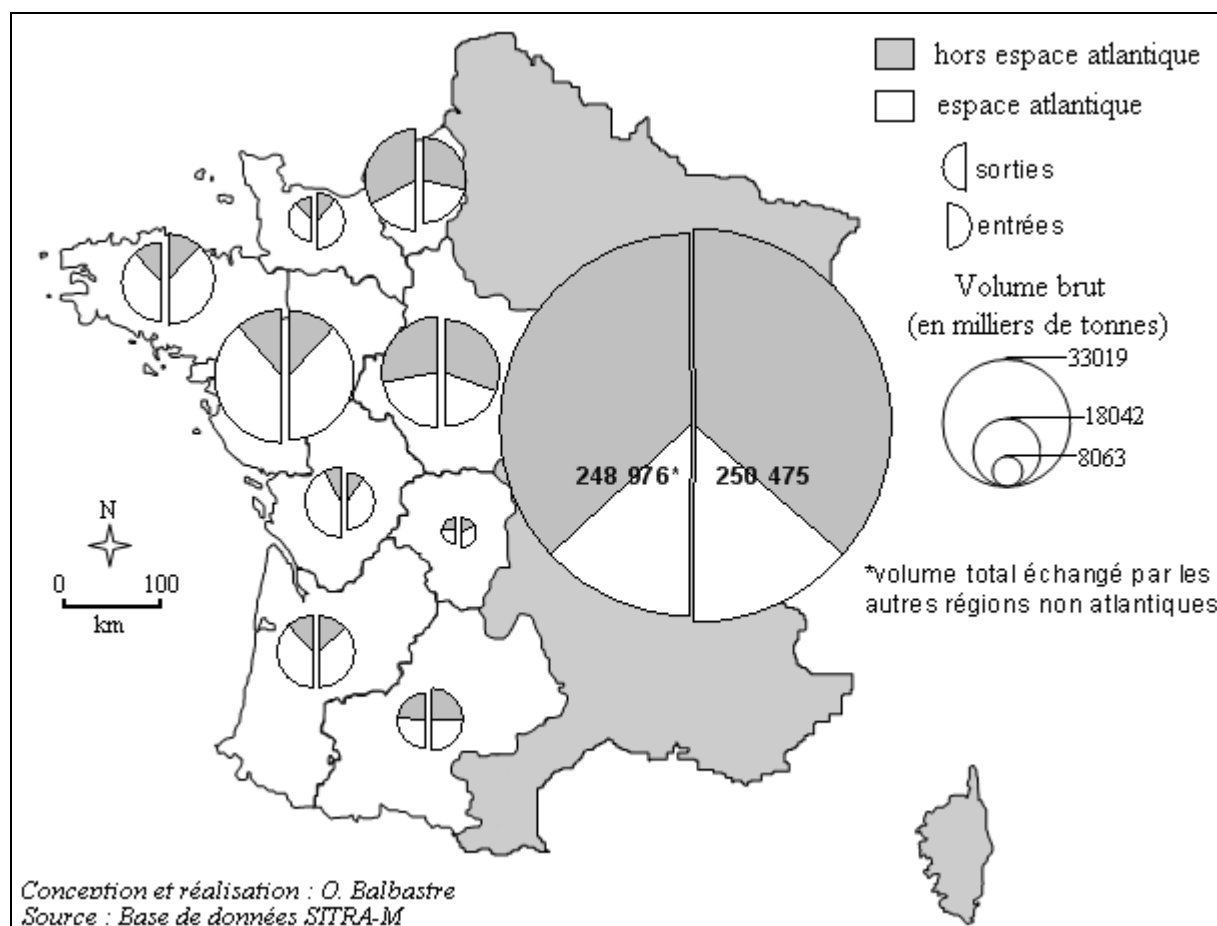 hors espace atlantique
espace atlantique
sorties
entrées
Volume brut
(en milliers de tonnes)
33019
18042
8063
248 976*
250 475
N
0 100
km
*volume total échangé par les
autres régions non atlantiques
Conception et réalisation : O. Balbastre
Source : Base de données SITRA-M